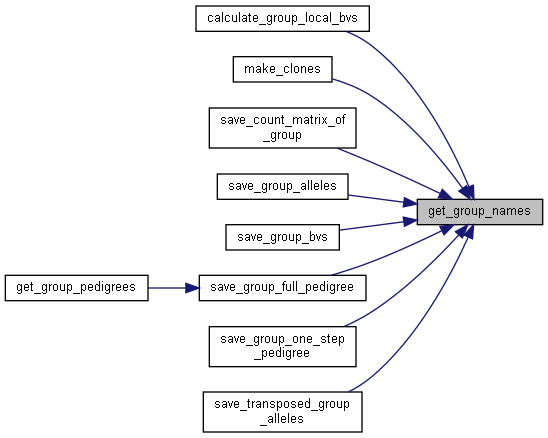 calculate_group_local_bvs
make_clones
save_count_matrix_of
_group
save_group_alleles
get_group_names
save_group_bvs
get_group_pedigrees
save_group_full_pedigree
save_group_one_step
_pedigree
save_transposed_group
_alleles